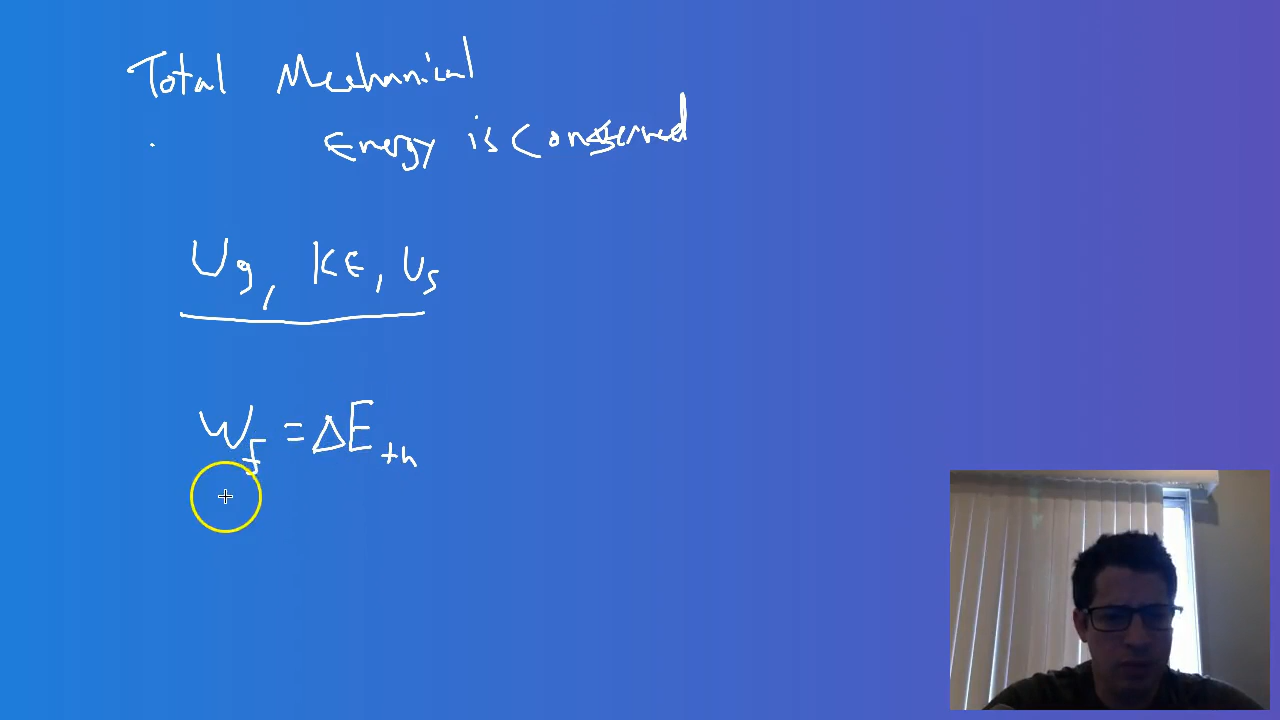 Total Mechanical
Energy is Conserved
Ug, KE, Us
Wf = ΔEth